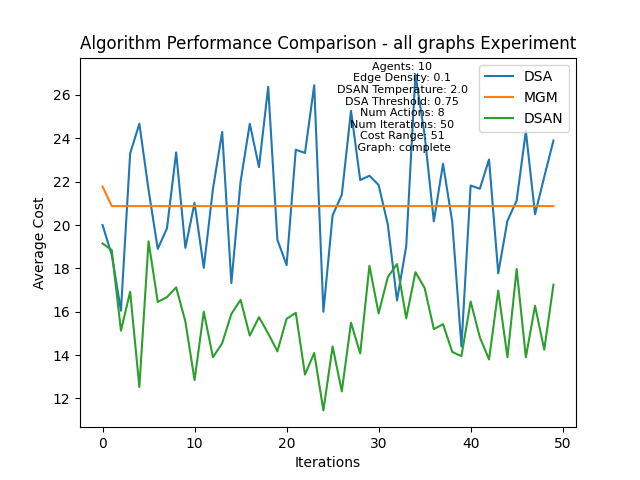 Algorithm Performance Comparison - all graphs Experiment
Agents: 10
Edge Density: 0.1
DSAN Temperature: 2.0
DSA Threshold: 0.75
Num Actions: 8
Num Iterations: 50
Cost Range: 51
Graph: complete
DSA
MGM
DSAN
Average Cost
26
24
22
20
18
16
14
12
0
10
20
30
40
50
Iterations